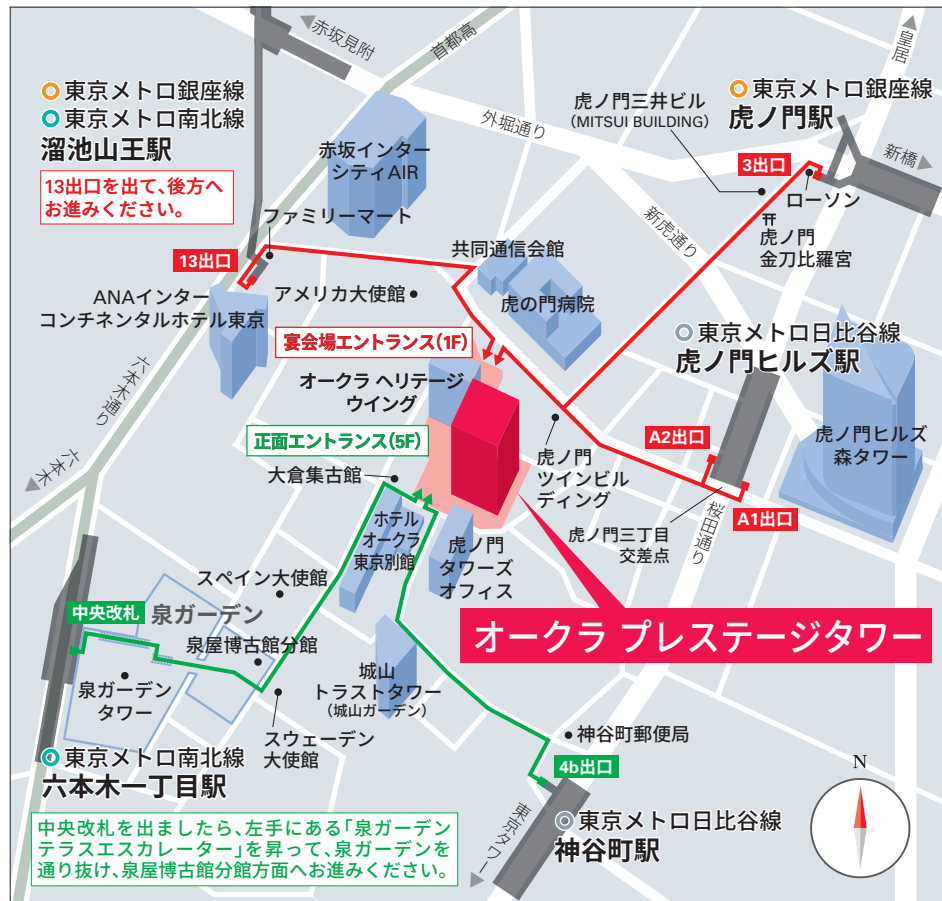 赤坂見附
首都高
皇居
東京メトロ銀座線
東京メトロ南北線
溜池山王駅
13出口を出て、後方へ
お進みください。
外堀通り
虎ノ門三井ビル
(MITSUI BUILDING)
東京メトロ銀座線
虎ノ門駅
新橋
3出口
ローソン
赤坂インター
シティAIR
ファミリーマート
新虎通り
虎ノ門
金刀比羅宮
13出口
共同通信会館
ANAインター
コンチネンタルホテル東京
アメリカ大使館
虎の門病院
東京メトロ日比谷線
虎ノ門ヒルズ駅
宴会場エントランス(1F)
オークラ ヘリテージ
ウイング
六本木通り
六本木
正面エントランス(5F)
大倉集古館
虎ノ門
ツインビル
ディング
A2出口
虎ノ門ヒルズ
森タワー
A1出口
虎ノ門三丁目
交差点
桜田通り
ホテル
オークラ
東京別館
虎ノ門
タワーズ
オフィス
スペイン大使館
中央改札
泉ガーデン
泉屋博古館分館
オークラ プレステージタワー
泉ガーデン
タワー
城山
トラストタワー
(城山ガーデン)
スウェーデン
大使館
神谷町郵便局
4b出口
東京メトロ南北線
六本木一丁目駅
中央改札を出ましたら、左手にある「泉ガーデン
テラスエスカレーター」を昇って、泉ガーデンを
通り抜け、泉屋博古館分館方面へお進みください。
東京タワー
東京メトロ日比谷線
神谷町駅
N